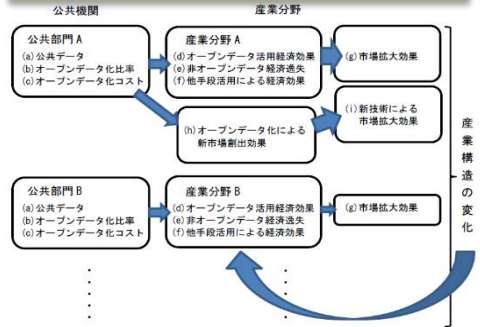 公共機関
産業分野
公共部門A
(a)公共データ
(b)オープンデータ化比率
(c)オープンデータ化コスト
産業分野A
(d)オープンデータ活用経済効果
(e)非オープンデータ経済逸失
(f)他手段活用による経済効果
(g)市場拡大効果
(h)オープンデータ化による
新市場創出効果
(i)新技術による
市場拡大効果
公共部門B
(a)公共データ
(b)オープンデータ化比率
(c)オープンデータ化コスト
産業分野B
(d)オープンデータ活用経済効果
(e)非オープンデータ経済逸失
(f)他手段活用による経済効果
(g)市場拡大効果
産業構造の変化